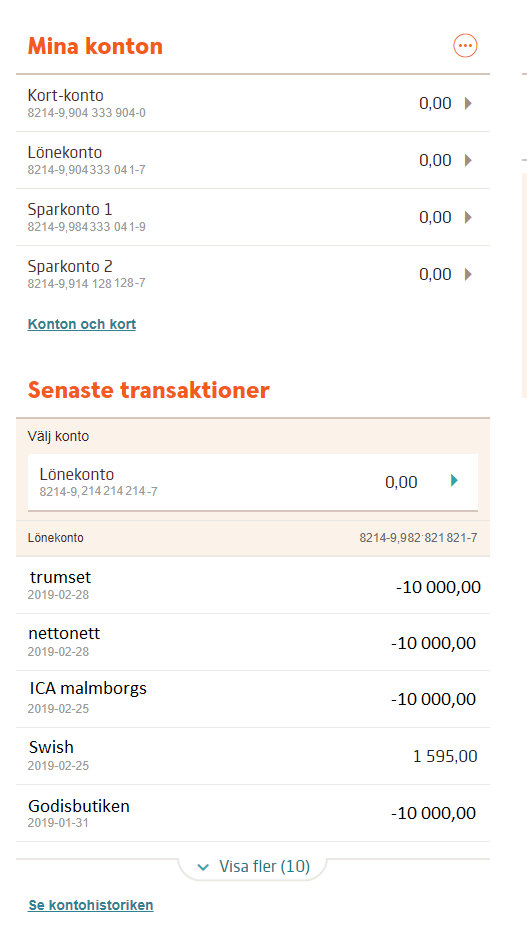 Mina konton
Kort-konto
0,00
8214-9,904 333 904-0
Lönekonto
0,00
8214-9,904333 041-7
Sparkonto 1
0,00
8214-9,984333 041-9
Sparkonto 2
0,00
8214-9,914 128 128-7
Konton och kort
Senaste transaktioner
Välj konto
Lönekonto
0,00
8214-9,214 214 214-7
Lönekonto 8214-9,982 821 821-7
trumset
-10 000,00
2019-02-28
nettonett
-10 000,00
2019-02-28
ICA malmborgs
-10 000,00
2019-02-25
Swish
1 595,00
2019-02-25
Godisbutiken
-10 000,00
2019-01-31
Visa fler (10)
Se kontohistoriken